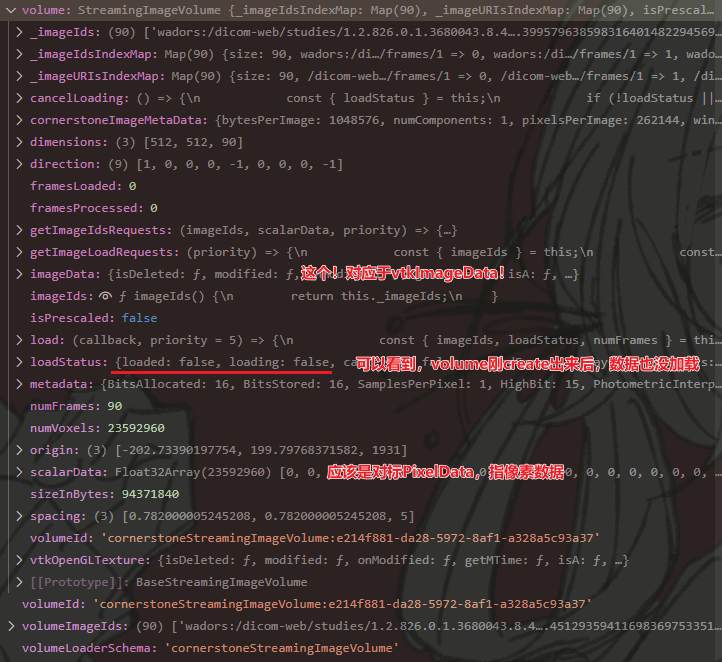 volume: StreamingImageVolume {_imageIdsIndexMap: Map(90), _imageURIsIndexMap: Map(90), isPrescal…
_imageIds: (90) ['wadors:/dicom-web/studies/1.2.826.0.1.3680043.8.4….39957963859831640148229456​9…
_imageIdsIndexMap: Map(90) {size: 90, wadors:/di…/frames/1 => 0, wadors:/di…/frames/1 => 1, wado…
_imageURIsIndexMap: Map(90) {size: 90, /dicom-web…/frames/1 => 0, /dicom-web…/frames/1 => 1, /di…
cancelLoading: () => {\n const { loadStatus } = this;\n if (!loadStatus ||…
cornerstoneImageMetaData: {bytesPerImage: 1048576, numComponents: 1, pixelsPerImage: 262144, win…
dimensions: (3) [512, 512, 90]
direction: (9) [1, 0, 0, 0, -1, 0, 0, 0, -1]
framesLoaded: 0
framesProcessed: 0
getImageIdsRequests: (imageIds, scalarData, priority) => {…}
getImageLoadRequests: (priority) => {\n const { imageIds } = this;\n const…
imageData: {isDeleted: ƒ, modified: ƒ, 这个!对应于vtkImageData! isA: ƒ, …}
imageIds: ƒ imageIds() {\n return this._imageIds;\n }
isPrescaled: false
load: (callback, priority = 5) => {\n const { imageIds, loadStatus, numFrames } = thi…
loadStatus: {loaded: false, loading: false, 可以看到,volume刚create出来后,数据也没加载
metadata: {BitsAllocated: 16, BitsStored: 16, SamplesPerPixel: 1, HighBit: 15, PhotometricInterp…
numFrames: 90
numVoxels: 23592960
origin: (3) [-202.73390197754, 199.79768371582, 1931]
scalarData: Float32Array(23592960) [0, 0, 应该是对标PixelData,指像素数据 0, 0, 0, 0, 0, 0, …
sizeInBytes: 94371840
spacing: (3) [0.782000005245208, 0.782000005245208, 5]
volumeId: 'cornerstoneStreamingImageVolume:e214f881-da28-5972-8af1-a328a5c93a37'
vtkOpenGLTexture: {isDeleted: ƒ, modified: ƒ, onModified: ƒ, getMTime: ƒ, isA: ƒ, …}
[[Prototype]]: BaseStreamingImageVolume
volumeId: 'cornerstoneStreamingImageVolume:e214f881-da28-5972-8af1-a328a5c93a37'
volumeImageIds: (90) ['wadors:/dicom-web/studies/1.2.826.0.1.3680043.8.4….45129359411698369753351…
volumeLoaderSchema: 'cornerstoneStreamingImageVolume'